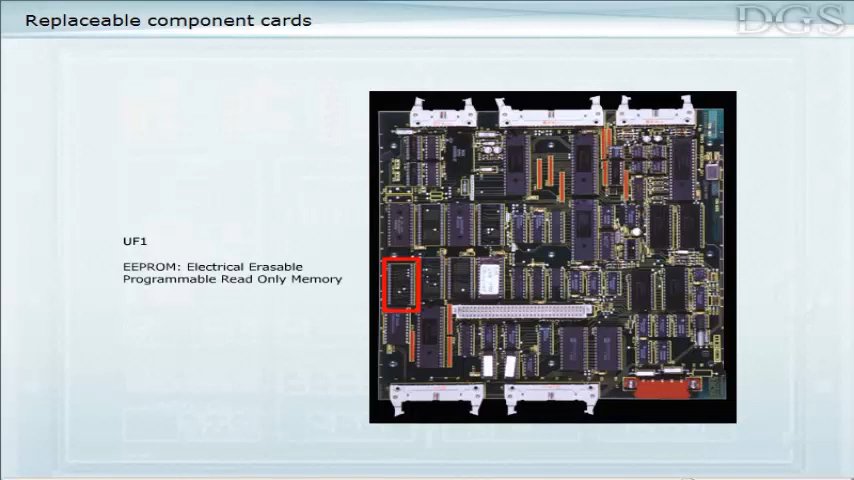 Replaceable component cards
DGS
UF1
EEPROM: Electrical Erasable
Programmable Read Only Memory